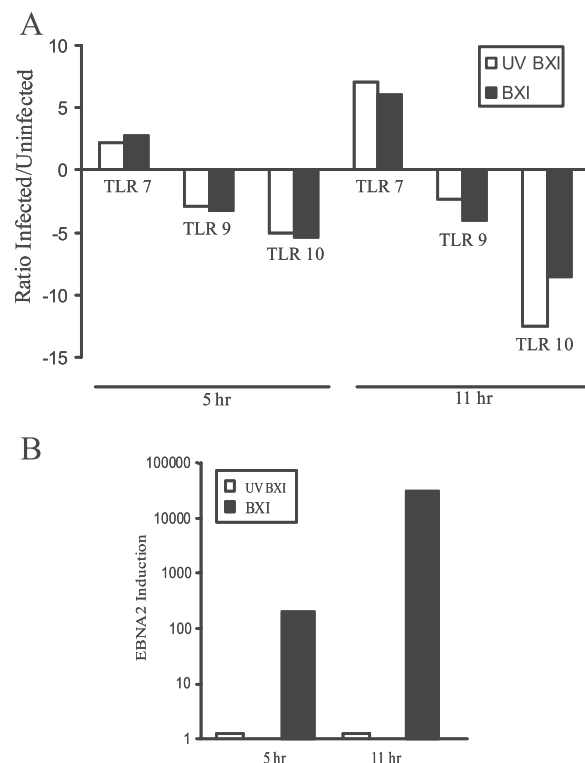 A
Ratio Infected/Uninfected
10
5
0
-5
-10
-15
UV BXI
BXI
TLR 7
TLR 9
TLR 10
TLR 7
TLR 9
TLR 10
5 hr
11 hr
B
EBNA2 Induction
100000
10000
1000
100
10
1
UV BXI
BXI
5 hr
11 hr